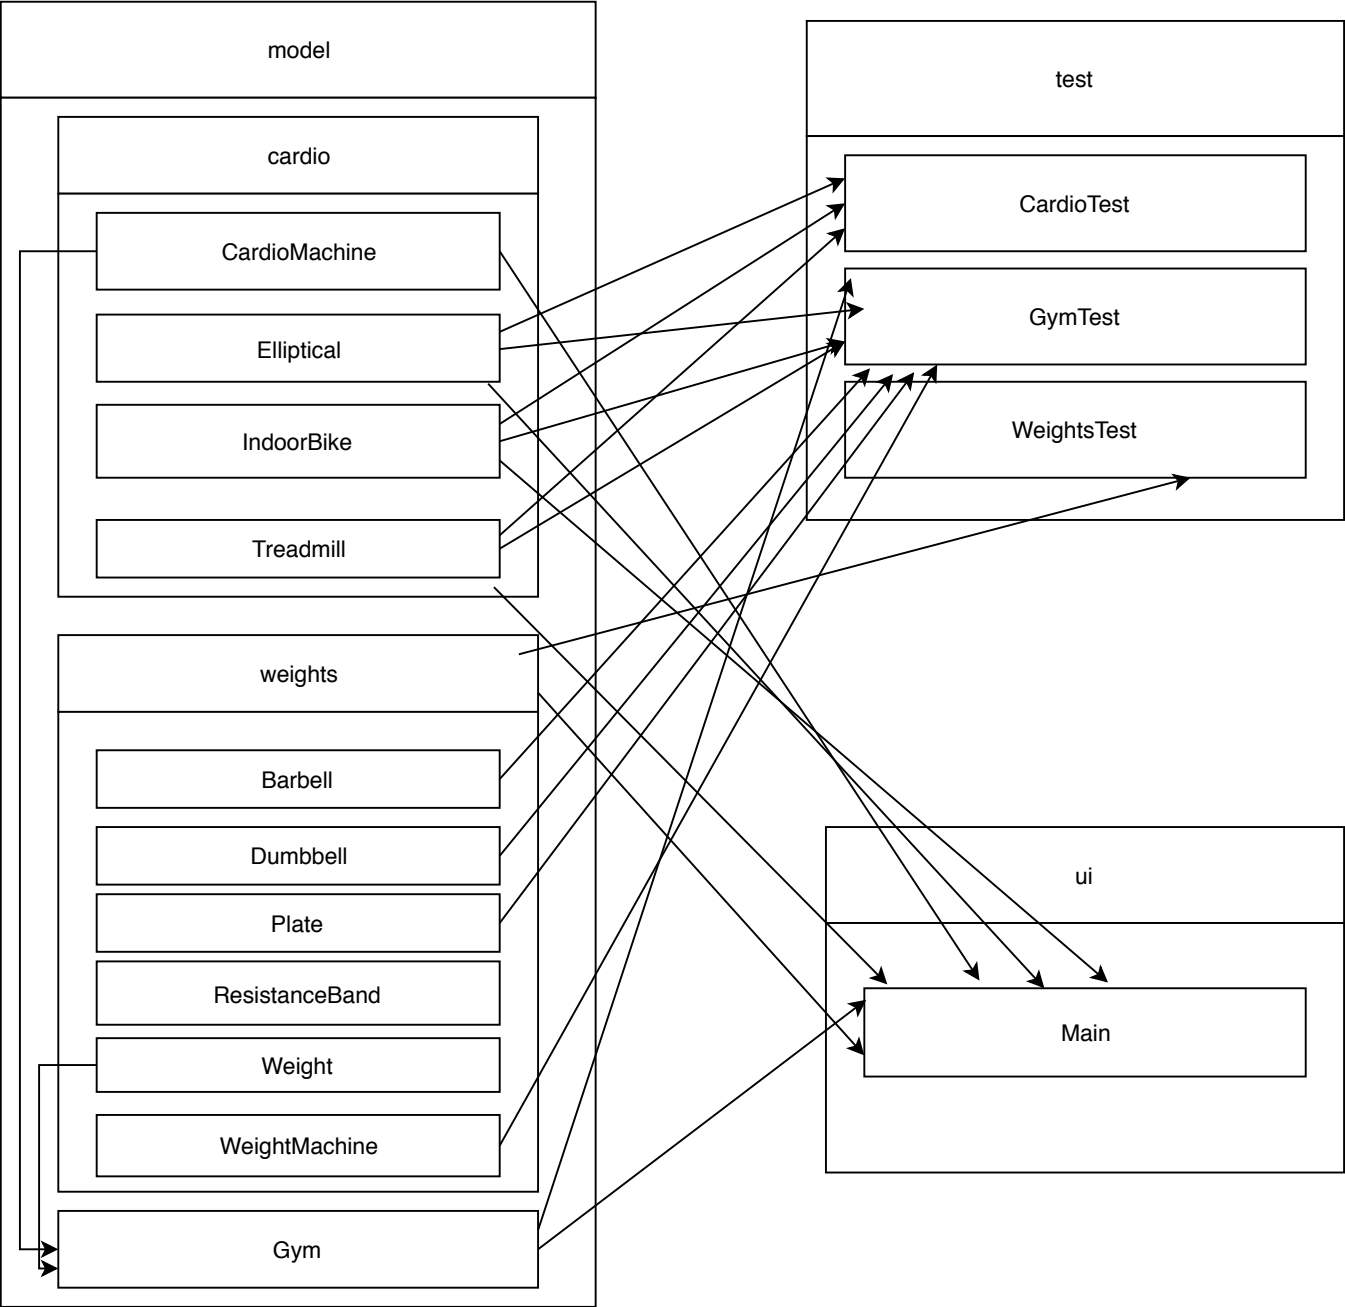 model
cardio
CardioMachine
Elliptical
IndoorBike
Treadmill
weights
Barbell
Dumbbell
Plate
ResistanceBand
Weight
WeightMachine
Gym
test
CardioTest
GymTest
WeightsTest
ui
Main